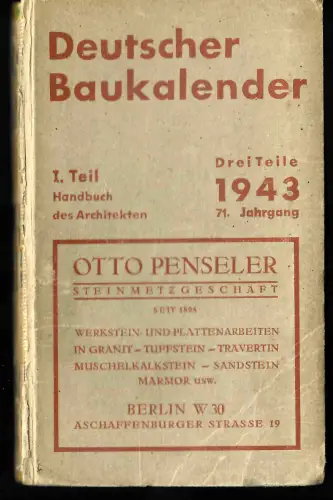 Deutscher
Baukalender
Drei Teile
1. Teil
1943
Handbuch
des Architekten
71. Jahrgang
OTTO PENSELER
STEINMETZGESCHÄFT
WERKSTEIN- UND PLATTENARBEITEN
IN GRANIT – TUFFSTEIN – TRAVERTIN
MUSCHELKALKSTEIN – SANDSTEIN
MARMOR USW.
BERLIN W 30
ASCHAFFENBURGER STRASSE 19